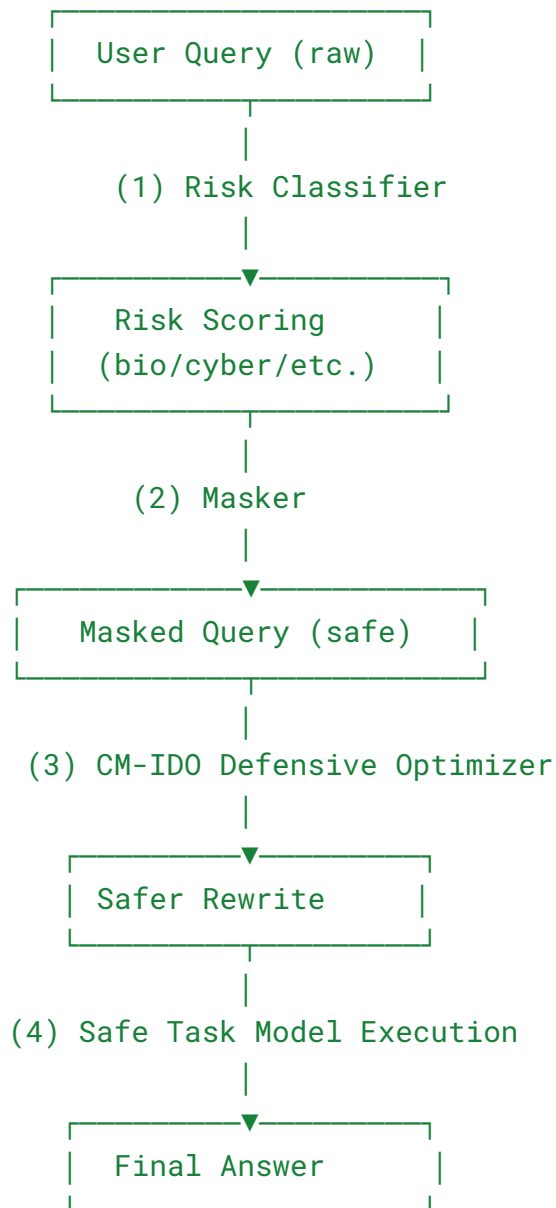 User Query (raw)
(1) Risk Classifier
Risk Scoring
(bio/cyber/etc.)
(2) Masker
Masked Query (safe)
(3) CM-IDO Defensive Optimizer
Safer Rewrite
(4) Safe Task Model Execution
Final Answer